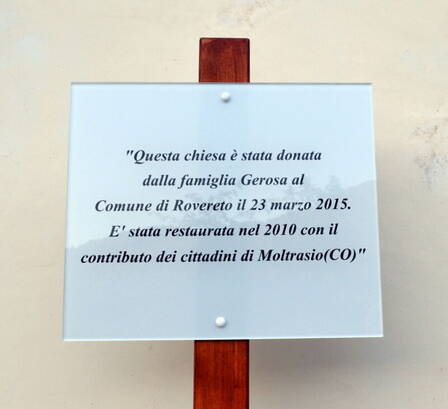 "Questa chiesa è stata donata
dalla famiglia Gerosa al
Comune di Rovereto il 23 marzo 2015.
E' stata restaurata nel 2010 con il
contributo dei cittadini di Moltrasio(CO)"